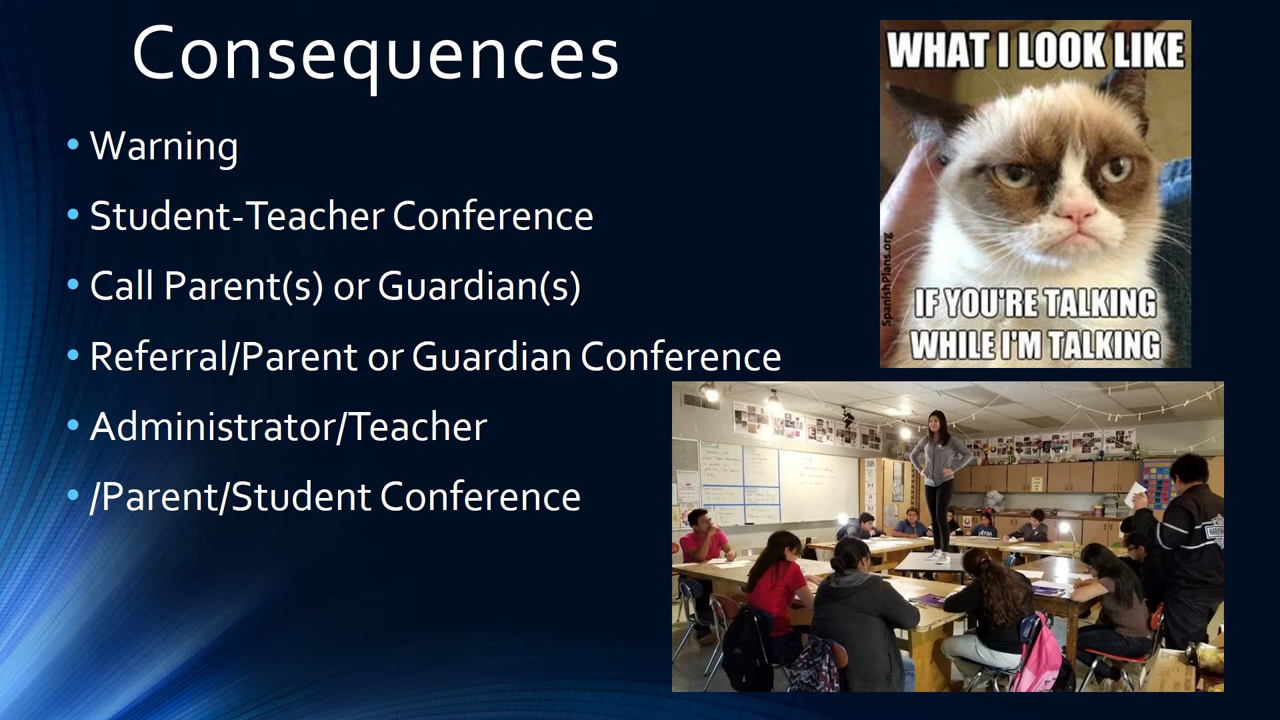 Consequences
• Warning
• Student-Teacher Conference
• Call Parent(s) or Guardian(s)
• Referral/Parent or Guardian Conference
• Administrator/Teacher
• /Parent/Student Conference
WHAT I LOOK LIKE
SpanishPlans.org
IF YOU'RE TALKING
WHILE I'M TALKING